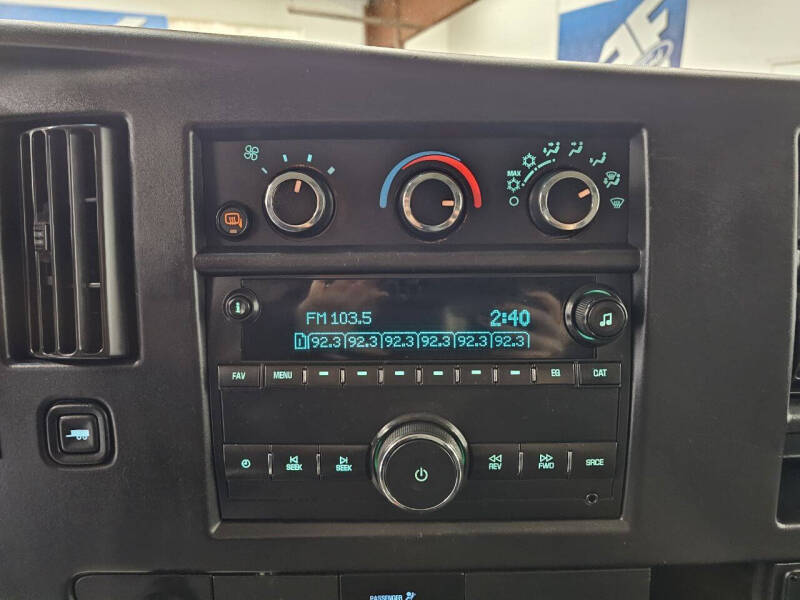 MAX
i
FM 103.5 2:40
1 92.3 92.3 92.3 92.3 92.3 92.3
FAV MENU EQ CAT
SEEK SEEK REV FWD SRCE
PASSENGER